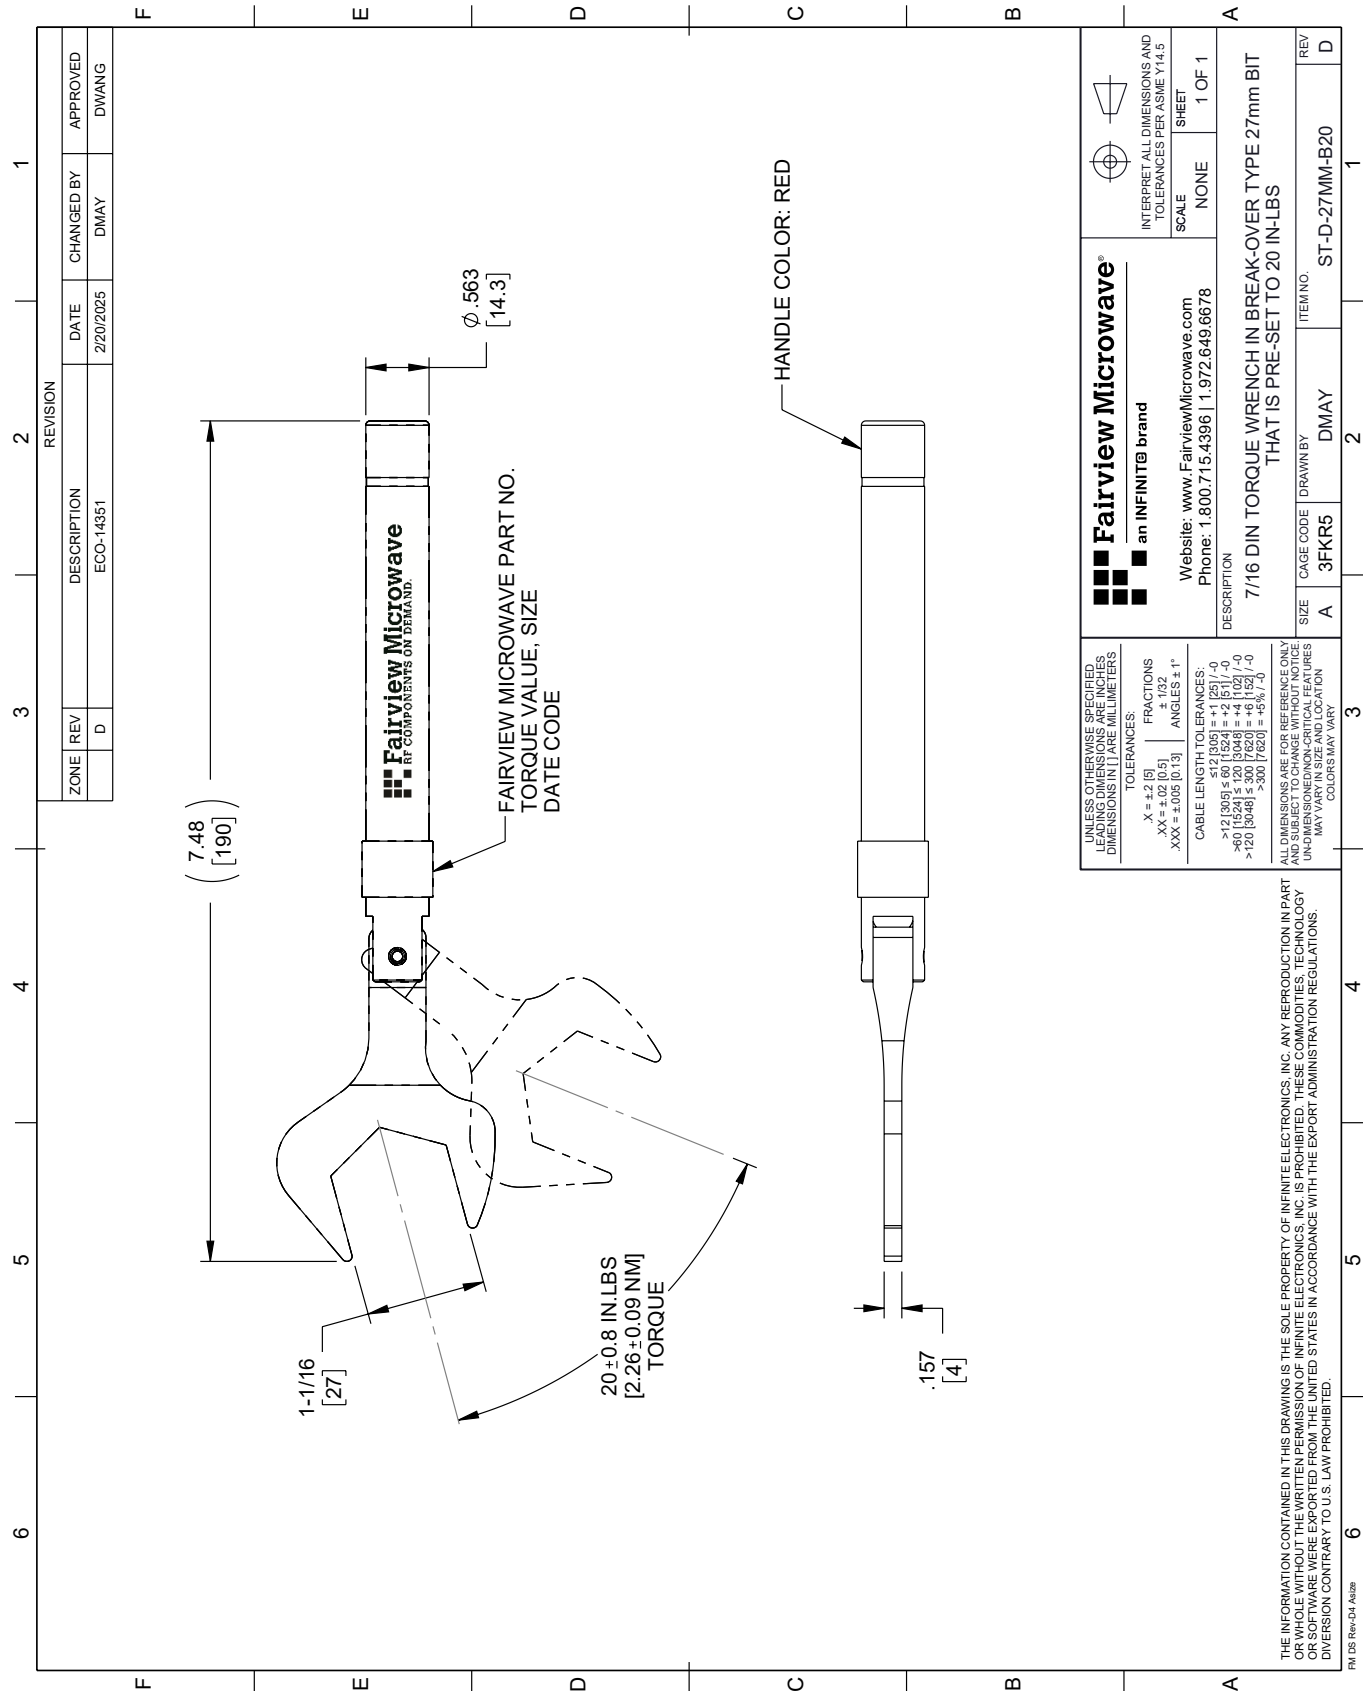 6
5
4
3
2
1
F
E
D
C
B
A
REVISION
ZONE REV DESCRIPTION DATE CHANGED BY APPROVED
D ECO-14351 2/20/2025 DMAY DWANG
(7.48)
[190]
1-1/16
[27]
Fairview Microwave
RF COMPONENTS ON DEMAND.
∅.563
[14.3]
FAIRVIEW MICROWAVE PART NO.
TORQUE VALUE, SIZE
DATE CODE
20±0.8 IN.LBS
[2.26±0.09 NM]
TORQUE
HANDLE COLOR: RED
.157
[4]
UNLESS OTHERWISE SPECIFIED
LEADING DIMENSIONS ARE INCHES
DIMENSIONS IN [ ] ARE MILLIMETERS
TOLERANCES:
.X = ±.2 [5] FRACTIONS
.XX = ±.02 [0.5] ± 1/32
.XXX = ±.005 [0.13] ANGLES ± 1°
CABLE LENGTH TOLERANCES:
≤12 [305] = +1 [25] / -0
>12 [305] ≤ 60 [1524] = +2 [51] / -0
>60 [1524] ≤ 120 [3048] = +4 [102] / -0
>120 [3048] ≤ 300 [7620] = +6 [152] / -0
>300 [7620] = +5% / -0
ALL DIMENSIONS ARE FOR REFERENCE ONLY
AND SUBJECT TO CHANGE WITHOUT NOTICE.
UN-DIMENSIONED/NON-CRITICAL FEATURES
MAY VARY IN SIZE AND LOCATION
COLORS MAY VARY
Fairview Microwave®
an INFINIT® brand
Website: www.FairviewMicrowave.com
Phone: 1.800.715.4396 | 1.972.649.6678
INTERPRET ALL DIMENSIONS AND
TOLERANCES PER ASME Y14.5
SCALE SHEET
NONE 1 OF 1
DESCRIPTION
7/16 DIN TORQUE WRENCH IN BREAK-OVER TYPE 27mm BIT
THAT IS PRE-SET TO 20 IN-LBS
SIZE CAGE CODE DRAWN BY ITEM NO. REV
A 3FKR5 DMAY ST-D-27MM-B20 D
THE INFORMATION CONTAINED IN THIS DRAWING IS THE SOLE PROPERTY OF INFINITE ELECTRONICS, INC. ANY REPRODUCTION IN PART
OR WHOLE WITHOUT THE WRITTEN PERMISSION OF INFINITE ELECTRONICS, INC. IS PROHIBITED. THESE COMMODITIES, TECHNOLOGY
OR SOFTWARE WERE EXPORTED FROM THE UNITED STATES IN ACCORDANCE WITH THE EXPORT ADMINISTRATION REGULATIONS.
DIVERSION CONTRARY TO U.S. LAW PROHIBITED.
6
5
4
3
2
1
F
E
D
C
B
A
FM DS Rev-D4 Asize